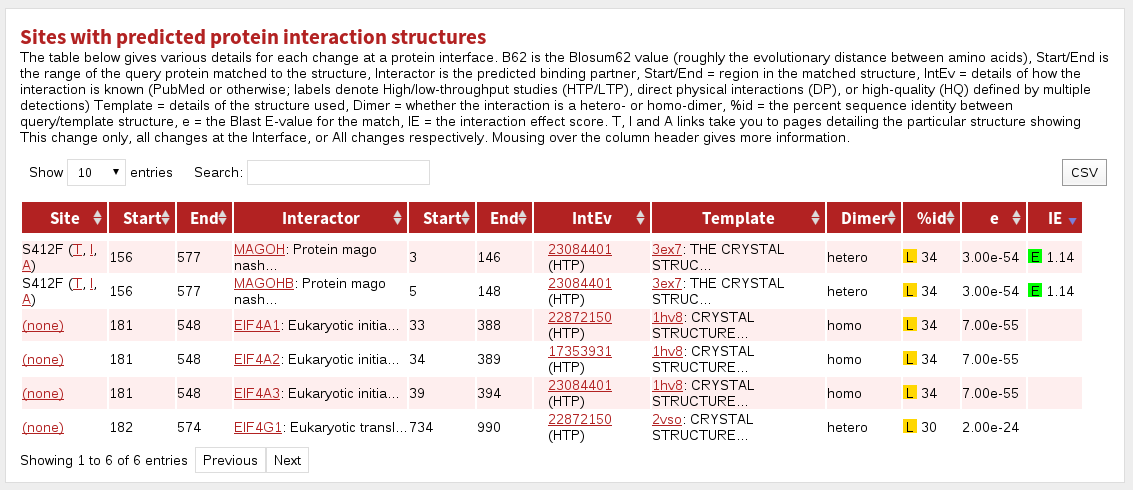 Sites with predicted protein interaction structures
The table below gives various details for each change at a protein interface. B62 is the Blosum62 value (roughly the evolutionary distance between amino acids), Start/End is
the range of the query protein matched to the structure, Interactor is the predicted binding partner, Start/End = region in the matched structure, IntEv = details of how the
interaction is known (PubMed or otherwise; labels denote High/low-throughput studies (HTP/LTP), direct physical interactions (DP), or high-quality (HQ) defined by multiple
detections) Template = details of the structure used, Dimer = whether the interaction is a hetero- or homo-dimer, %id = the percent sequence identity between
query/template structure, e = the Blast E-value for the match, IE = the interaction effect score. T, I and A links take you to pages detailing the particular structure showing
This change only, all changes at the Interface, or All changes respectively. Mousing over the column header gives more information.
Show 10 entries Search: CSV
Site Start End Interactor Start End IntEv Template Dimer %id e IE
S412F (T, I, A) 156 577 MAGOH: Protein mago nash... 3 146 23084401 (HTP) 3ex7: THE CRYSTAL STRUC... hetero L 34 3.00e-54 E 1.14
S412F (T, I, A) 156 577 MAGOHB: Protein mago nash... 5 148 23084401 (HTP) 3ex7: THE CRYSTAL STRUC... hetero L 34 3.00e-54 E 1.14
(none) 181 548 EIF4A1: Eukaryotic initia... 33 388 22872150 (HTP) 1hv8: CRYSTAL STRUCTURE... homo L 34 7.00e-55
(none) 181 548 EIF4A2: Eukaryotic initia... 34 389 17353931 (HTP) 1hv8: CRYSTAL STRUCTURE... homo L 34 7.00e-55
(none) 181 548 EIF4A3: Eukaryotic initia... 39 394 23084401 (HTP) 1hv8: CRYSTAL STRUCTURE... homo L 34 7.00e-55
(none) 182 574 EIF4G1: Eukaryotic transl... 734 990 22872150 (HTP) 2vso: CRYSTAL STRUCTURE... hetero L 30 2.00e-24
Showing 1 to 6 of 6 entries Previous Next